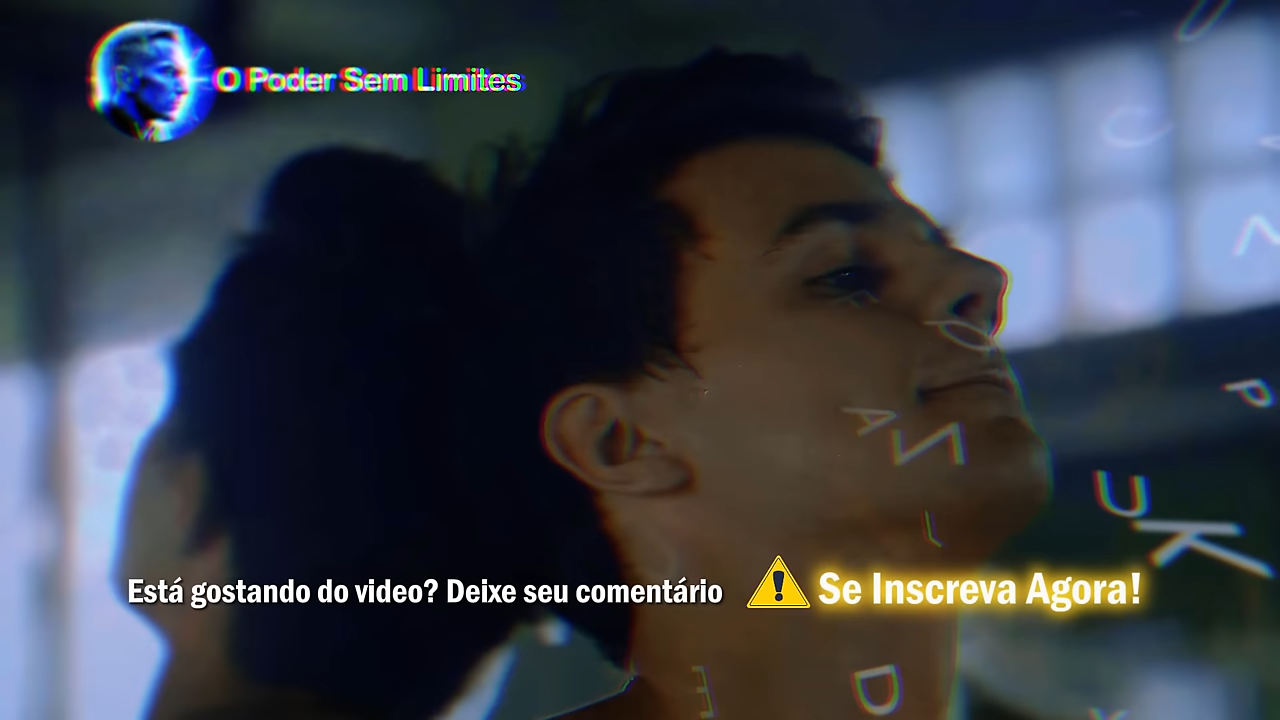 O Poder Sem Limites
Está gostando do video? Deixe seu comentário
Se Inscreva Agora!